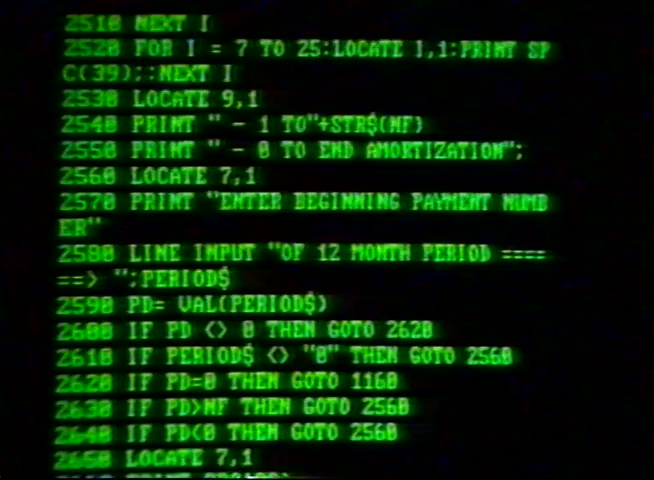 2510 NEXT I
2520 FOR I = 7 TO 25:LOCATE I,1:PRINT SP
C(39);:NEXT I
2530 LOCATE 9,1
2540 PRINT " - 1 TO"+STR$(NF)
2550 PRINT " - 0 TO END AMORTIZATION";
2560 LOCATE 7,1
2570 PRINT "ENTER BEGINNING PAYMENT NUMB
ER"
2580 LINE INPUT "OF 12 MONTH PERIOD ====
==> ";PERIOD$
2590 PD= VAL(PERIOD$)
2600 IF PD <> 0 THEN GOTO 2620
2610 IF PERIOD$ <> "0" THEN GOTO 2560
2620 IF PD=0 THEN GOTO 1160
2630 IF PD>NF THEN GOTO 2560
2640 IF PD<0 THEN GOTO 2560
2650 LOCATE 7,1